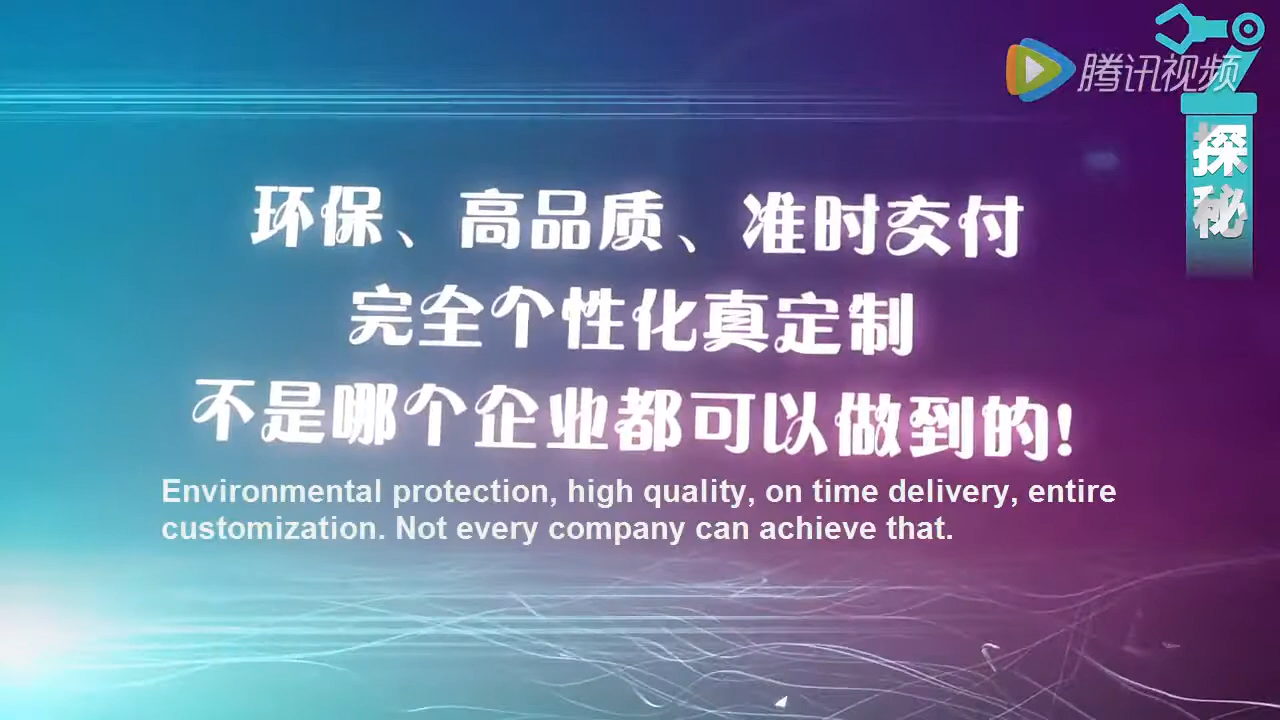 腾讯视频
探
秘
环保、高品质、准时交付
完全个性化真定制
不是哪个企业都可以做到的!
Environmental protection, high quality, on time delivery, entire
customization. Not every company can achieve that.